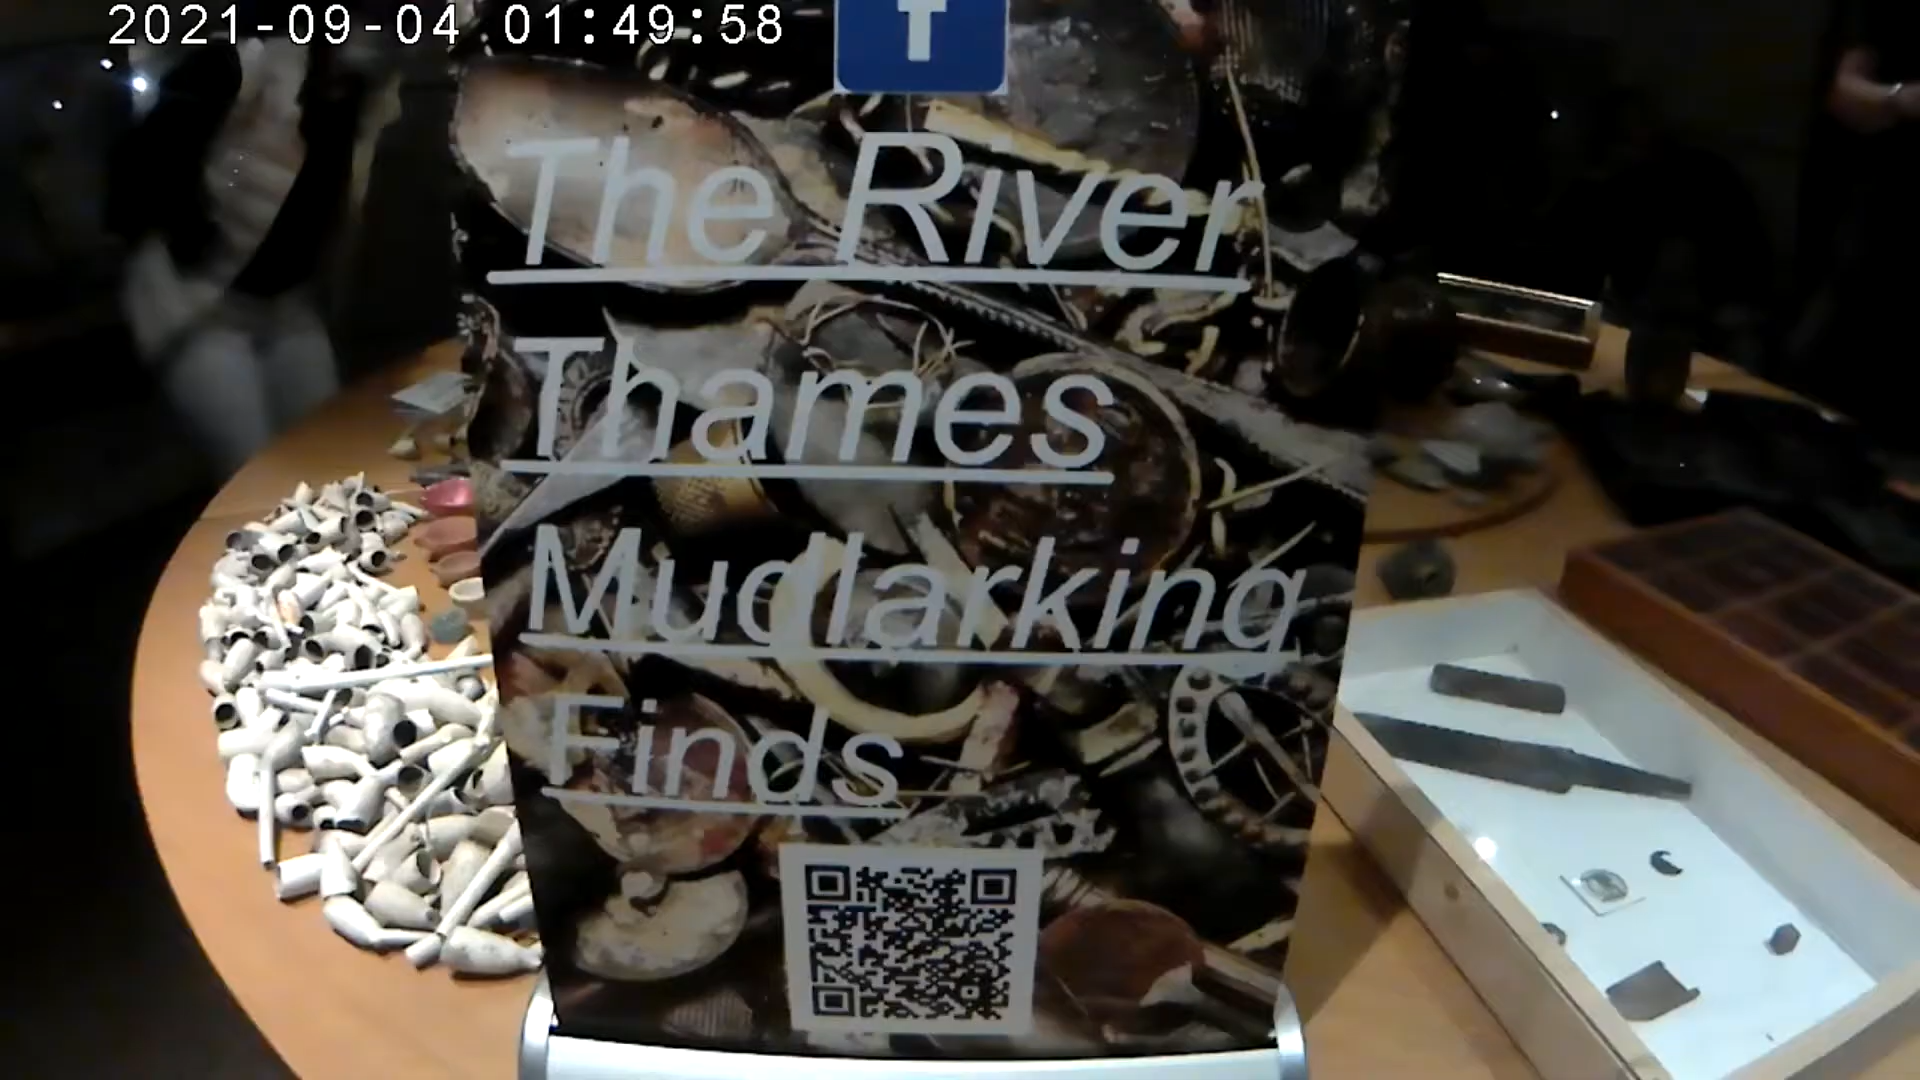 2021-09-04 01:49:58
f
The River
Thames
Mudlarking
Finds